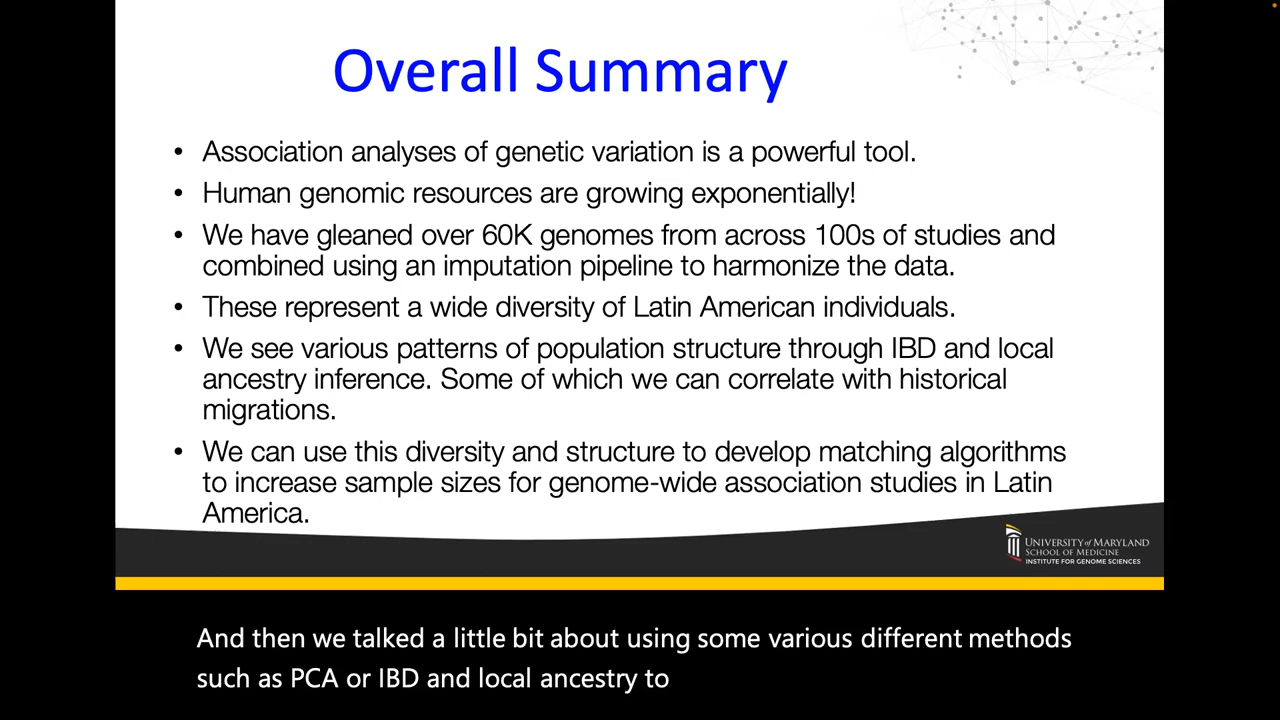 Overall Summary
• Association analyses of genetic variation is a powerful tool.
• Human genomic resources are growing exponentially!
• We have gleaned over 60K genomes from across 100s of studies and
combined using an imputation pipeline to harmonize the data.
• These represent a wide diversity of Latin American individuals.
• We see various patterns of population structure through IBD and local
ancestry inference. Some of which we can correlate with historical
migrations.
• We can use this diversity and structure to develop matching algorithms
to increase sample sizes for genome-wide association studies in Latin
America.
UNIVERSITY of MARYLAND
SCHOOL OF MEDICINE
INSTITUTE FOR GENOME SCIENCES
And then we talked a little bit about using some various different methods
such as PCA or IBD and local ancestry to